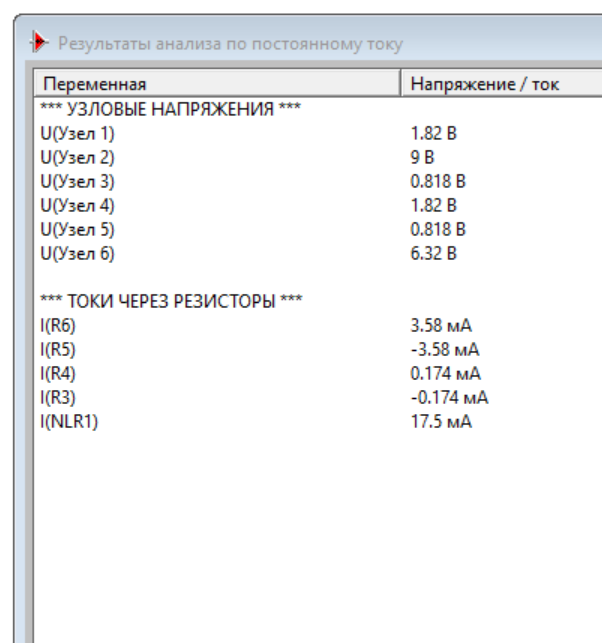 Результаты анализа по постоянному току
Переменная Напряжение / ток
*** УЗЛОВЫЕ НАПРЯЖЕНИЯ ***
U(Узел 1) 1.82 В
U(Узел 2) 9 В
U(Узел 3) 0.818 В
U(Узел 4) 1.82 В
U(Узел 5) 0.818 В
U(Узел 6) 6.32 В
*** ТОКИ ЧЕРЕЗ РЕЗИСТОРЫ ***
I(R6) 3.58 мА
I(R5) -3.58 мА
I(R4) 0.174 мА
I(R3) -0.174 мА
I(NLR1) 17.5 мА